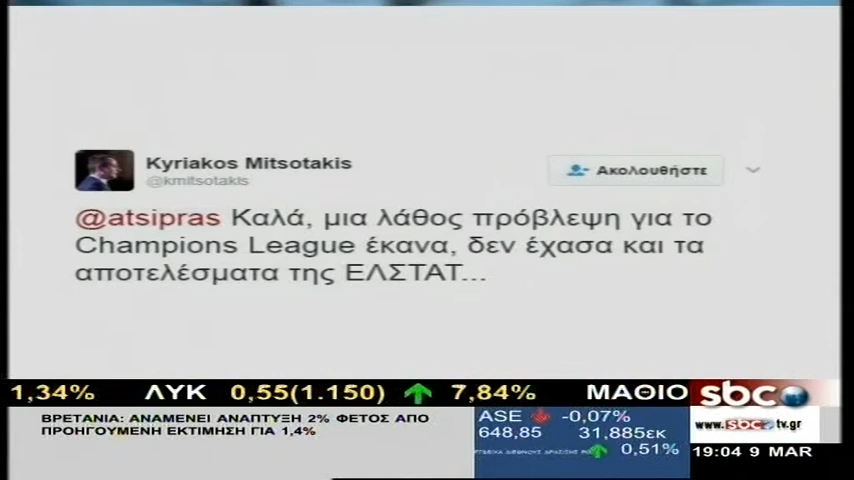 Kyriakos Mitsotakis
@kmitsotakis
Ακολουθήστε
@atsipras Καλά, μια λάθος πρόβλεψη για το
Champions League έκανα, δεν έχασα και τα
αποτελέσματα της ΕΛΣΤΑΤ...
1,34% ΛΥΚ 0,55(1.150) 7,84% ΜΑΘΙΟ
sbc
www.sbctv.gr
ΒΡΕΤΑΝΙΑ: ΑΝΑΜΕΝΕΙ ΑΝΑΠΤΥΞΗ 2% ΦΕΤΟΣ ΑΠΟ
ΠΡΟΗΓΟΥΜΕΝΗ ΕΚΤΙΜΗΣΗ ΓΙΑ 1,4%
ASE -0,07%
648,85 31,885εκ
0,51%
19:04 9 MAR